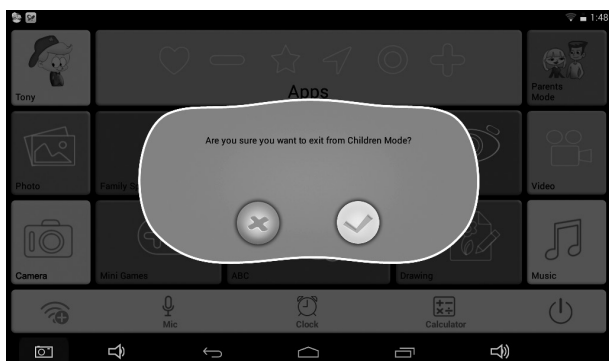 1:48
Tony
Apps
Parents
Mode
Are you sure you want to exit from Children Mode?
Photo
Family
Video
Camera
Mini Games
ABC
Drawing
Music
Mic
Clock
Calculator